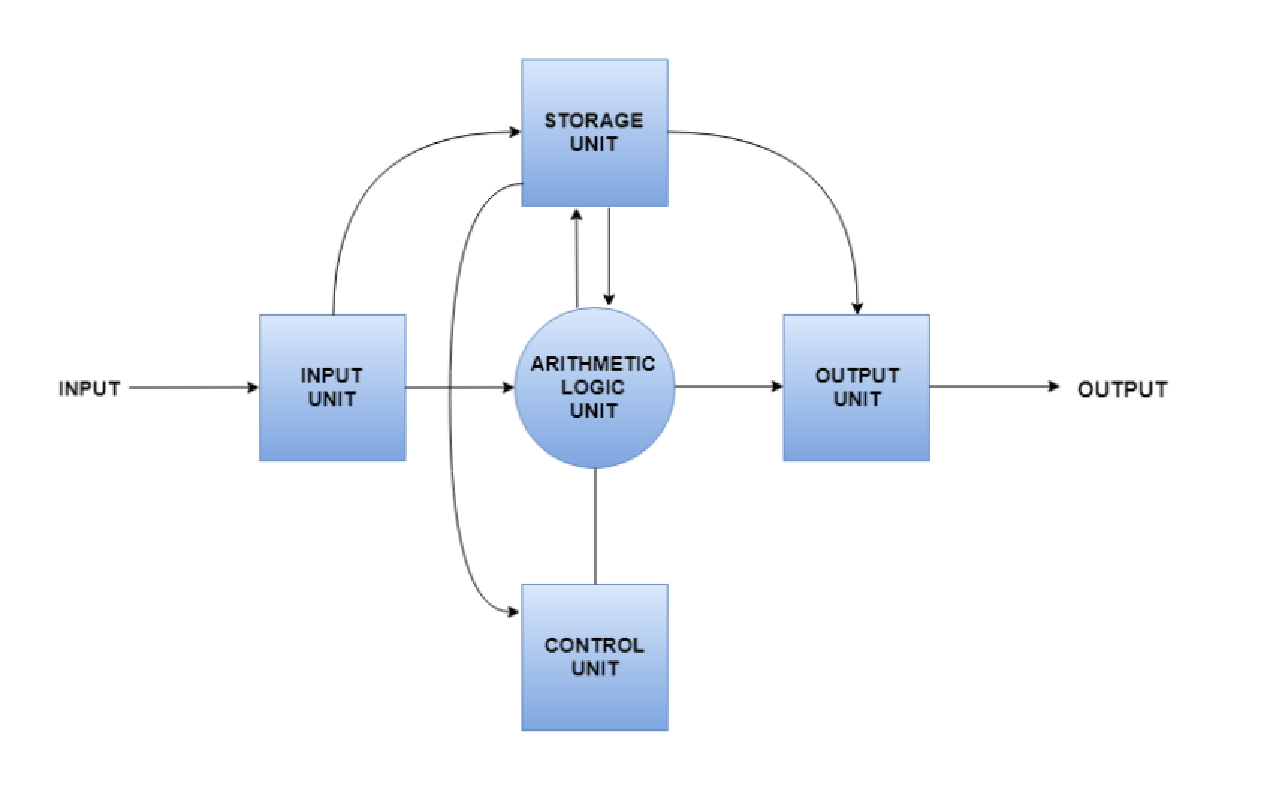 STORAGE
UNIT
INPUT
INPUT
UNIT
ARITHMETIC
LOGIC
UNIT
OUTPUT
UNIT
OUTPUT
CONTROL
UNIT